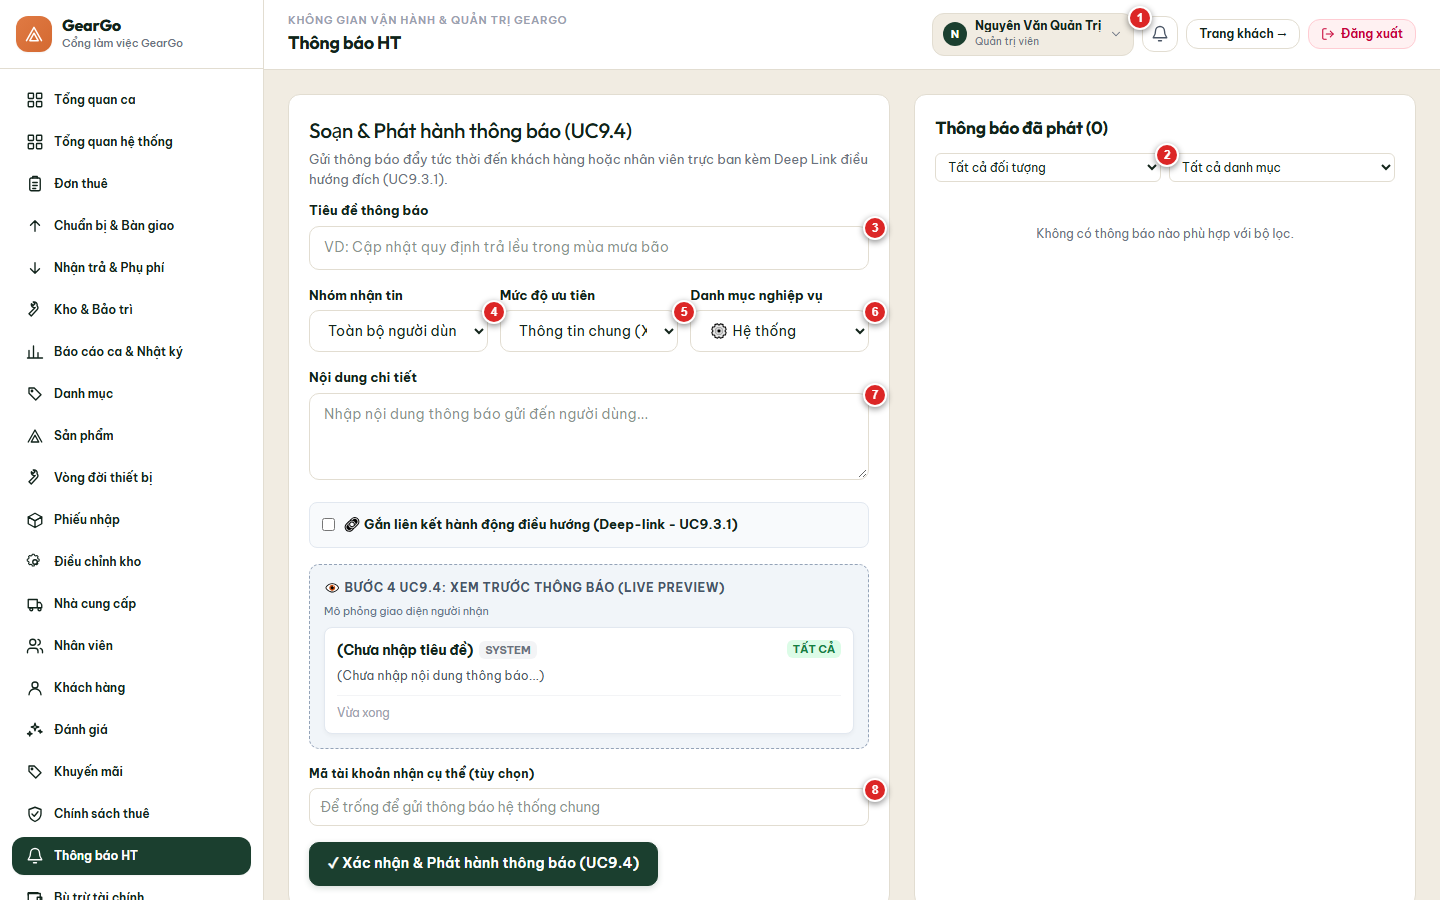 GearGo
Cổng làm việc GearGo
Tổng quan ca
Tổng quan hệ thống
Đơn thuê
Chuẩn bị & Bàn giao
Nhận trả & Phụ phí
Kho & Bảo trì
Báo cáo ca & Nhật ký
Danh mục
Sản phẩm
Vòng đời thiết bị
Phiếu nhập
Điều chỉnh kho
Nhà cung cấp
Nhân viên
Khách hàng
Đánh giá
Khuyến mãi
Chính sách thuê
Thông báo HT
Bù trừ tài chính
KHÔNG GIAN VẬN HÀNH & QUẢN TRỊ GEARGO
Thông báo HT
N
Nguyễn Văn Quản Trị
Quản trị viên
1
Trang khách →
Đăng xuất
Soạn & Phát hành thông báo (UC9.4)
Gửi thông báo đẩy tức thời đến khách hàng hoặc nhân viên trực ban kèm Deep Link điều
hướng đích (UC9.3.1).
Tiêu đề thông báo
VD: Cập nhật quy định trả lều trong mùa mưa bão
3
Nhóm nhận tin
Mức độ ưu tiên
Danh mục nghiệp vụ
Toàn bộ người dùn
4
Thông tin chung (X
5
Hệ thống
6
Nội dung chi tiết
Nhập nội dung thông báo gửi đến người dùng...
7
Gắn liên kết hành động điều hướng (Deep-link - UC9.3.1)
BƯỚC 4 UC9.4: XEM TRƯỚC THÔNG BÁO (LIVE PREVIEW)
Mô phỏng giao diện người nhận
(Chưa nhập tiêu đề) SYSTEM
TẤT CẢ
(Chưa nhập nội dung thông báo...)
Vừa xong
Mã tài khoản nhận cụ thể (tùy chọn)
Để trống để gửi thông báo hệ thống chung
8
✓ Xác nhận & Phát hành thông báo (UC9.4)
Thông báo đã phát (0)
Tất cả đối tượng
2
Tất cả danh mục
Không có thông báo nào phù hợp với bộ lọc.